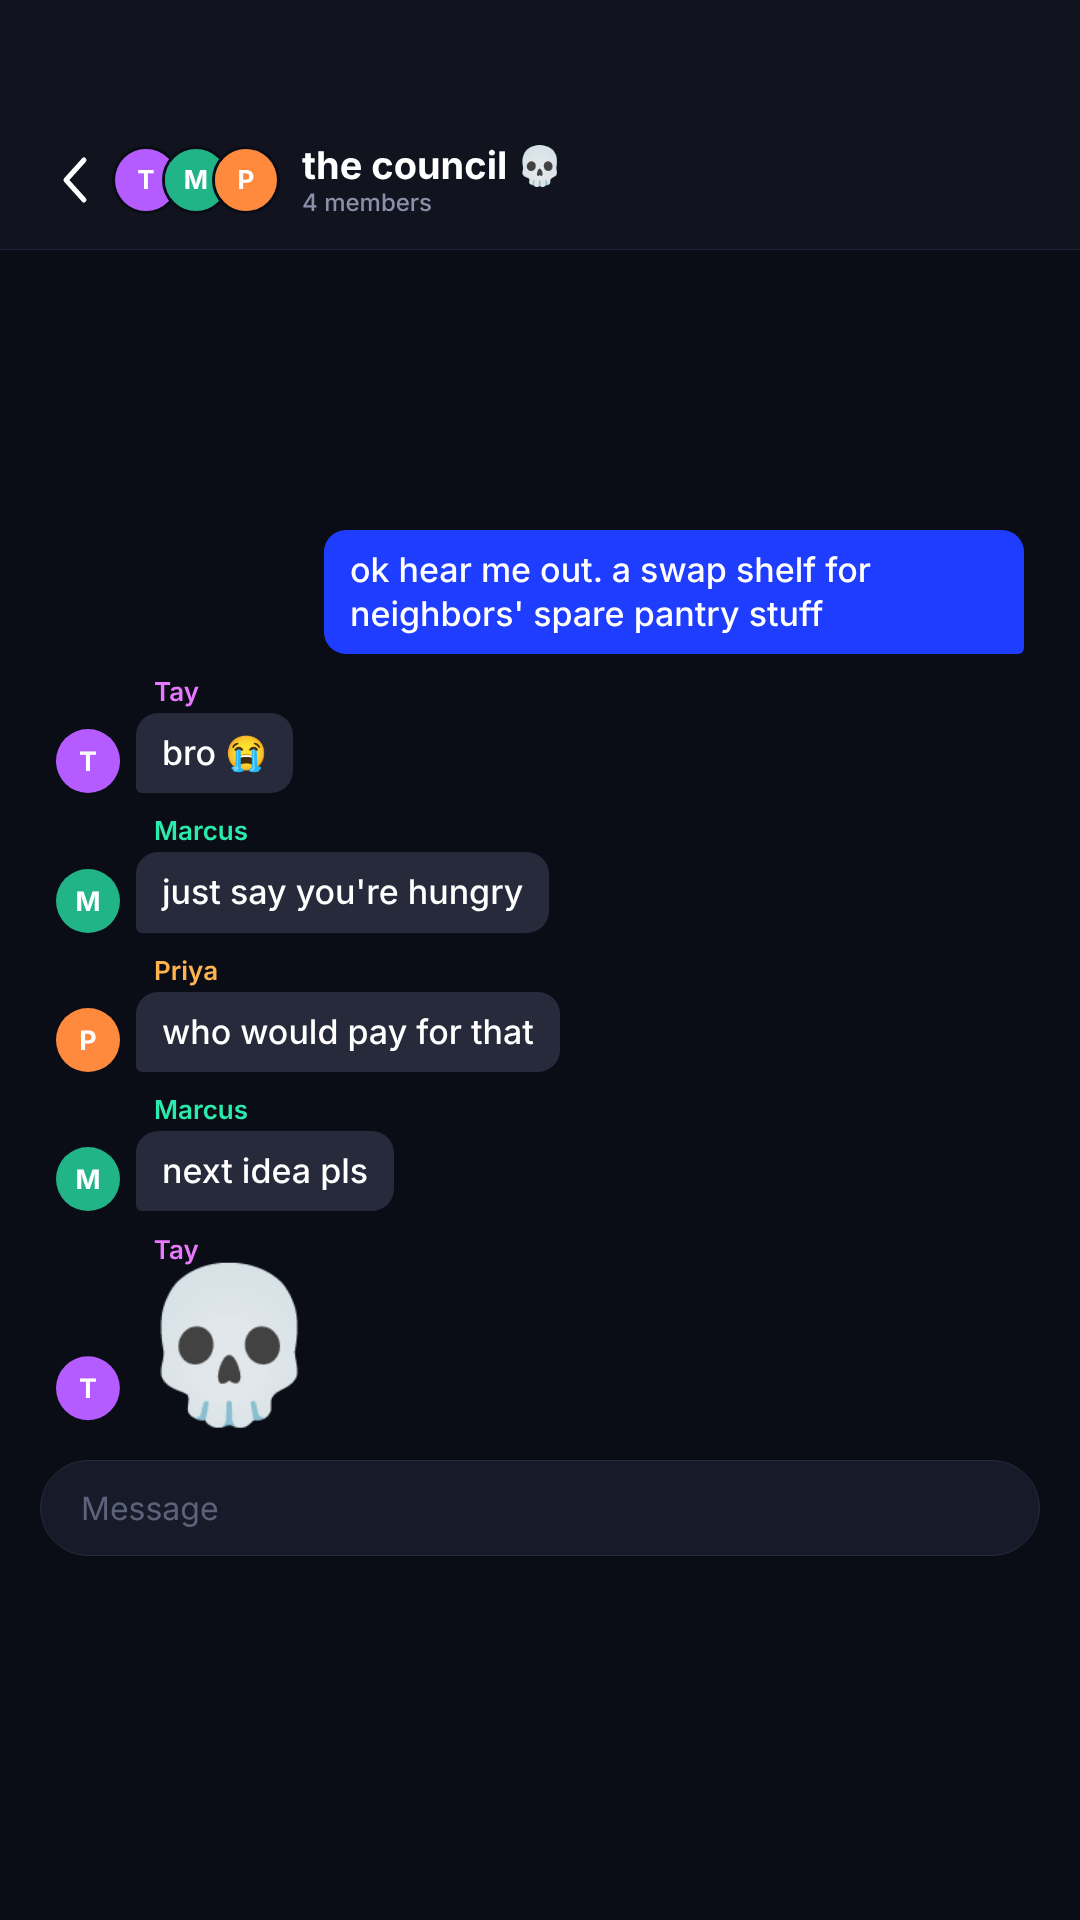 T M P
the council 💀
4 members
ok hear me out. a swap shelf for
neighbors' spare pantry stuff
Tay
T
bro 😭
Marcus
M
just say you're hungry
Priya
P
who would pay for that
Marcus
M
next idea pls
Tay
T
💀
Message